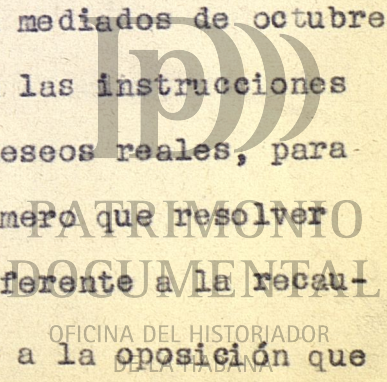 mediados de octubre
las instrucciones
eseos reales, para
mero que resolver
PATRIMONIO
ferente a la recau-
DOCUMENTAL
OFICINA DEL HISTORIADOR
a la oposición que
DE LA HABANA